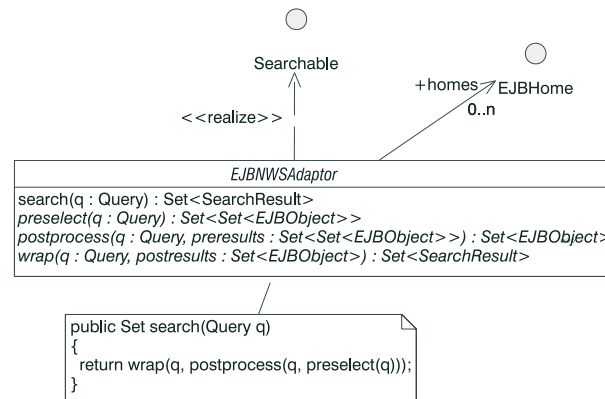 Searchable
+homes
EJBHome
0..n
<<realize>>
EJBNWSAdaptor
search(q : Query) : Set<SearchResult>
preselect(q : Query) : Set<Set<EJBObject>>
postprocess(q : Query, preresults : Set<Set<EJBObject>>) : Set<EJBObject>
wrap(q : Query, postresults : Set<EJBObject>) : Set<SearchResult>
public Set search(Query q)
{
return wrap(q, postprocess(q, preselect(q)));
}